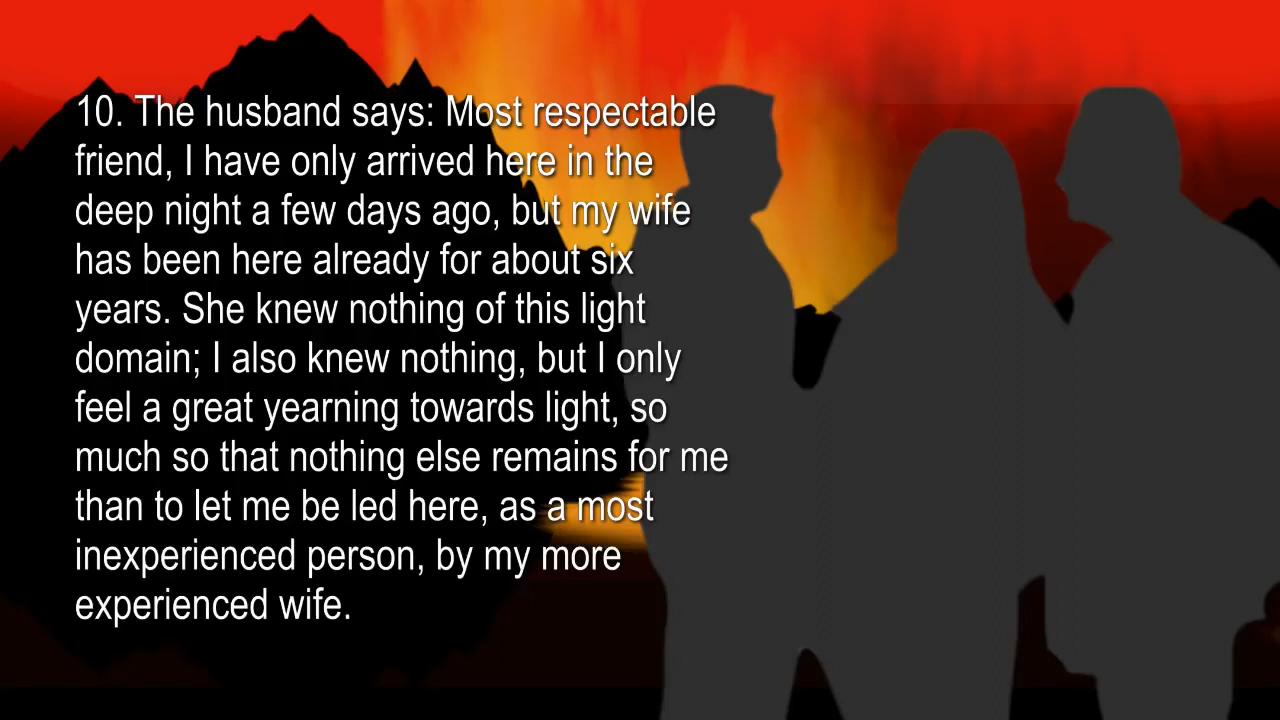 10. The husband says: Most respectable
friend, I have only arrived here in the
deep night a few days ago, but my wife
has been here already for about six
years. She knew nothing of this light
domain; I also knew nothing, but I only
feel a great yearning towards light, so
much so that nothing else remains for me
than to let me be led here, as a most
inexperienced person, by my more
experienced wife.